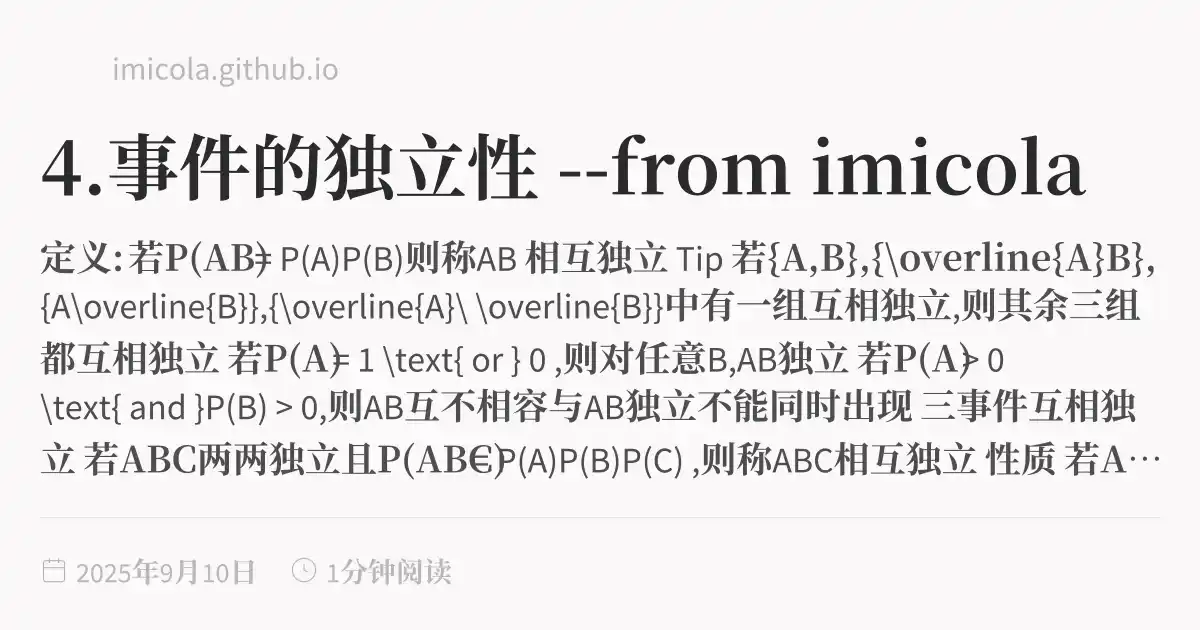 imicola.github.io
4.事件的独立性 --from imicola
定义: 若P(AB)= P(A)P(B)则称AB 相互独立 Tip 若{A,B},{\overline{A}B},
{A\overline{B}},{\overline{A}\ \overline{B}}中有一组互相独立,则其余三组
都互相独立 若P(A)= 1 \text{ or } 0 ,则对任意B,AB独立 若P(A)> 0
\text{ and }P(B) > 0,则AB互不相容与AB独立不能同时出现 三事件互相独
立 若ABC两两独立且P(ABC)=P(A)P(B)P(C) ,则称ABC相互独立 性质 若A…
2025年9月10日 1分钟阅读